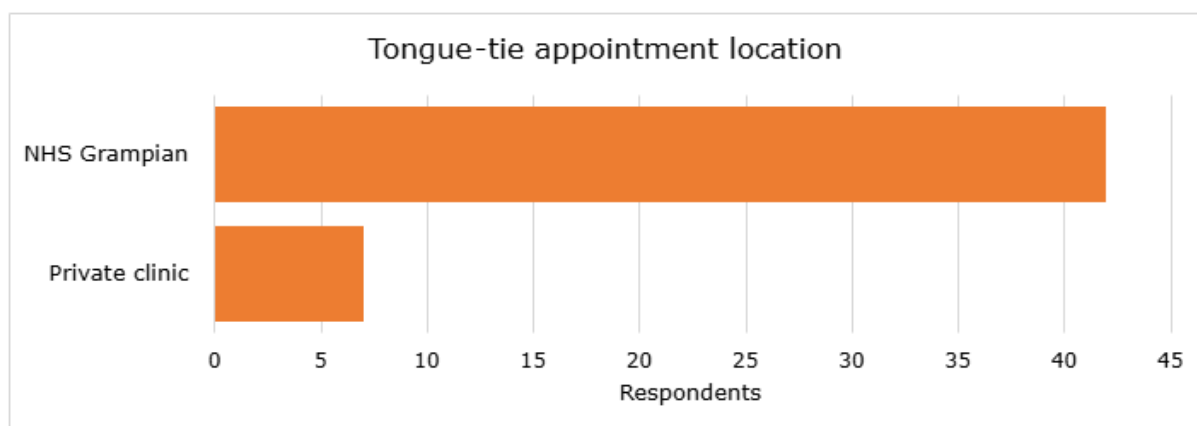 Tongue-tie appointment location
NHS Grampian
Private clinic
0 5 10 15 20 25 30 35 40 45
Respondents